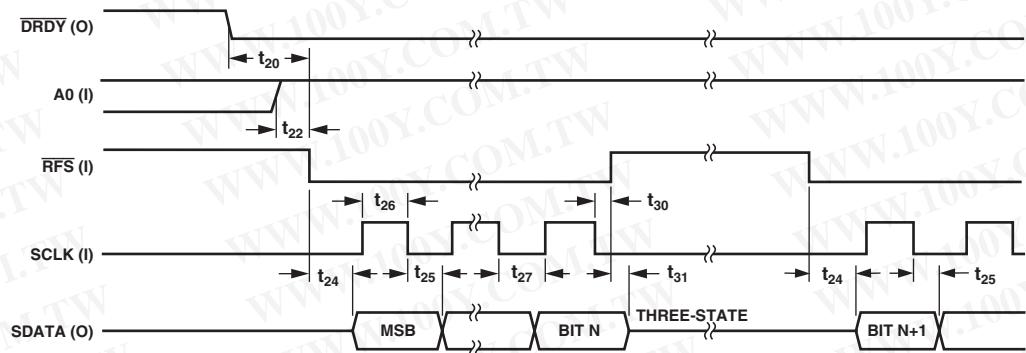 DRDY (O)
t20
A0 (I)
t22
RFS (I)
t26
t30
SCLK (I)
t24
t25
t27
t31
t24
t25
SDATA (O)
MSB
BIT N
THREE-STATE
BIT N+1
WWW.100Y.COM.TW